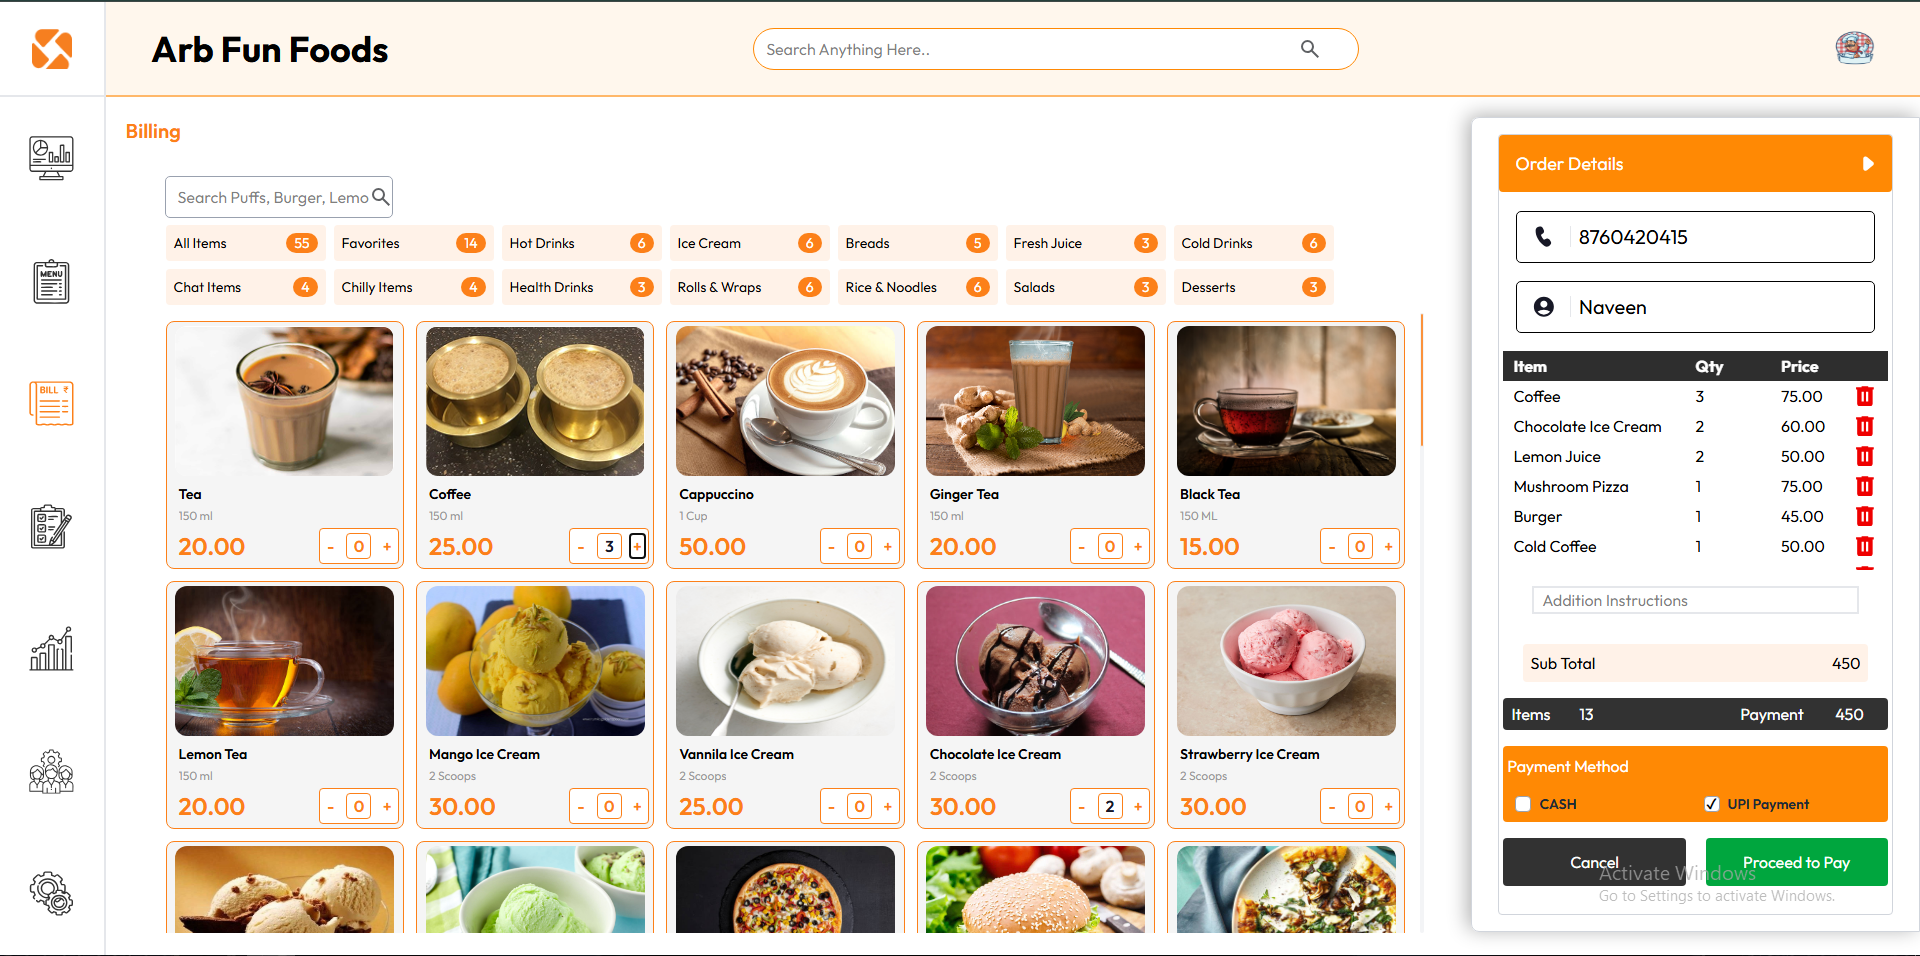 Arb Fun Foods
Search Anything Here..
Billing
Search Puffs, Burger, Lemo
All Items 55
Favorites 14
Hot Drinks 6
Ice Cream 6
Breads 5
Fresh Juice 3
Cold Drinks 6
Chat Items 4
Chilly Items 4
Health Drinks 3
Rolls & Wraps 6
Rice & Noodles 6
Salads 3
Desserts 3
MENU
BILL ₹
Tea
150 ml
20.00 - 0 +
Coffee
150 ml
25.00 - 3 +
Cappuccino
1 Cup
50.00 - 0 +
Ginger Tea
150 ml
20.00 - 0 +
Black Tea
150 ML
15.00 - 0 +
Lemon Tea
150 ml
20.00 - 0 +
Mango Ice Cream
2 Scoops
30.00 - 0 +
Vannila Ice Cream
2 Scoops
25.00 - 0 +
Chocolate Ice Cream
2 Scoops
30.00 - 2 +
Strawberry Ice Cream
2 Scoops
30.00 - 0 +
Order Details
8760420415
Naveen
Item Qty Price
Coffee 3 75.00
Chocolate Ice Cream 2 60.00
Lemon Juice 2 50.00
Mushroom Pizza 1 75.00
Burger 1 45.00
Cold Coffee 1 50.00
Addition Instructions
Sub Total 450
Items 13 Payment 450
Payment Method
CASH UPI Payment
Cancel Proceed to Pay
Activate Windows
Go to Settings to activate Windows.